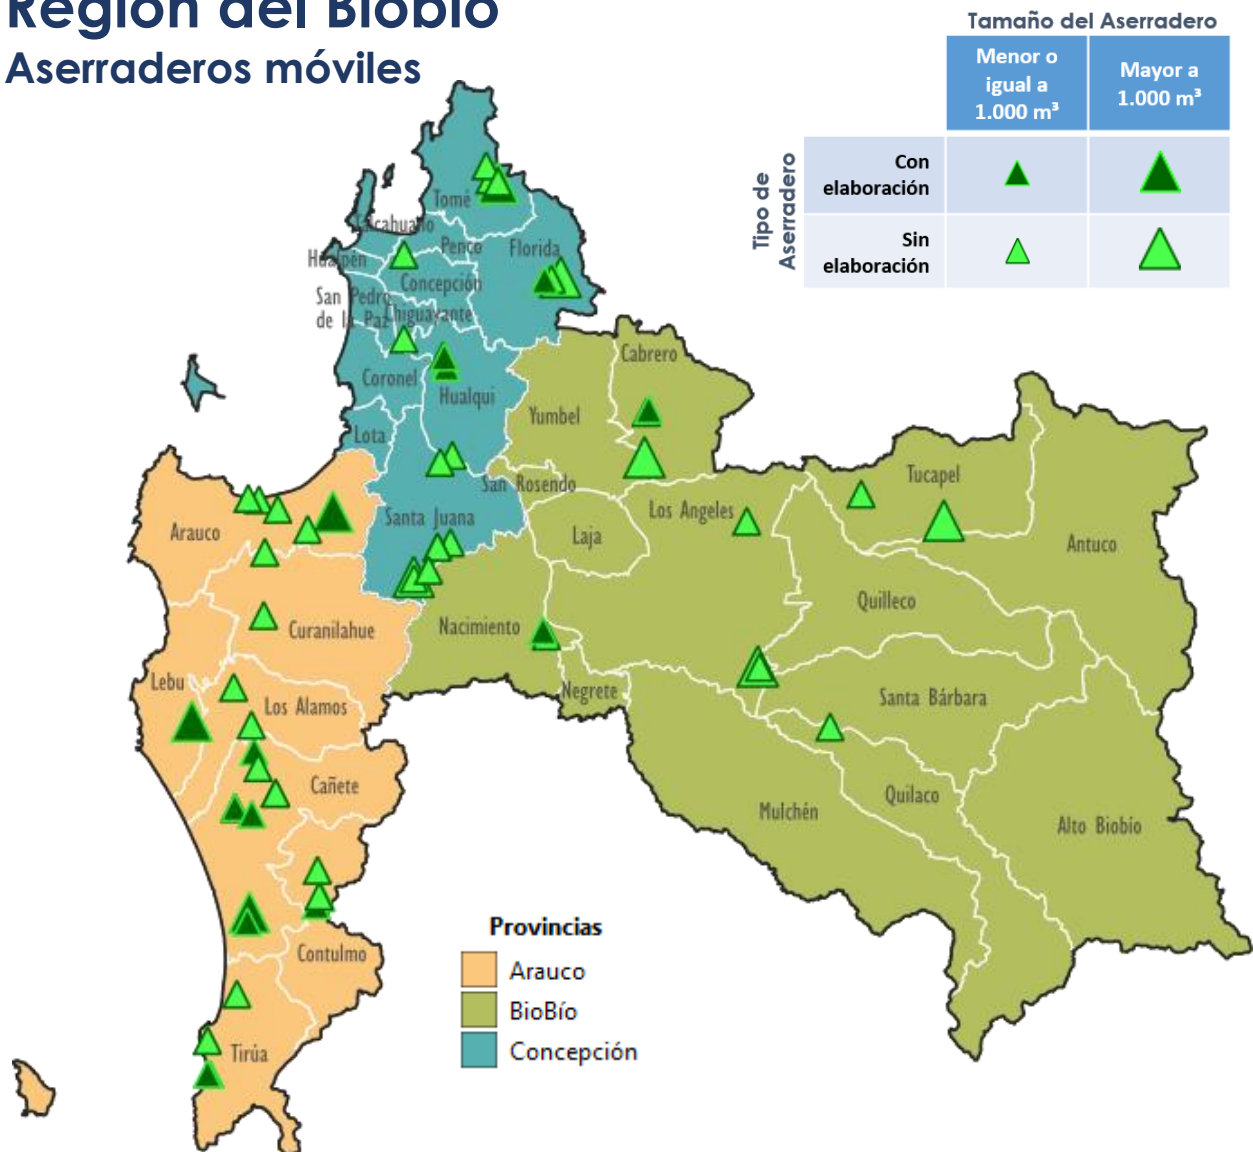 Región del Biobío
Aserraderos móviles
Tamaño del Aserradero
Menor o
igual a
1.000 m³
Mayor a
1.000 m³
Tipo de
Aserradero
Con
elaboración
Sin
elaboración
Tomé
Talcahuano
Penco
Florida
Hualpén
Concepción
San Pedro
de la Paz
Chiguayante
Coronel
Hualqui
Cabrero
Yumbel
Lota
San Rosendo
Tucapel
Santa Juana
Los Angeles
Arauco
Laja
Antuco
Quilleco
Curanilahue
Nacimiento
Lebu
Negrete
Santa Bárbara
Los Alamos
Cañete
Quilaco
Mulchén
Alto Biobio
Contulmo
Tirúa
Provincias
Arauco
BioBío
Concepción